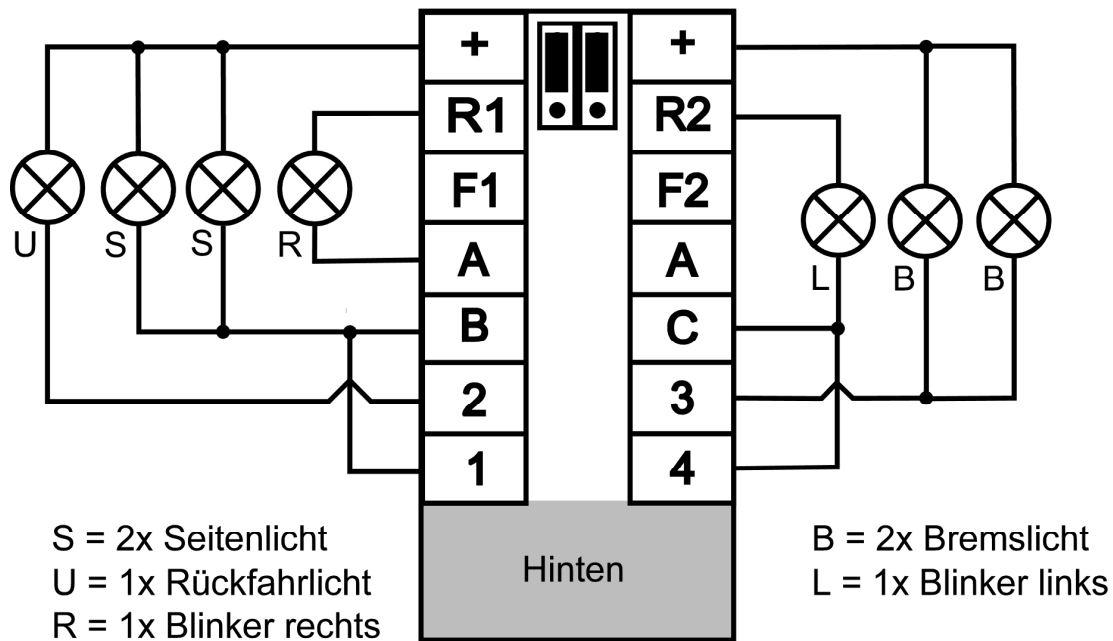 +
R1
F1
A
B
2
1
+
R2
F2
A
C
3
4
U
S
S
R
L
B
B
S = 2x Seitenlicht
U = 1x Rückfahrlicht
R = 1x Blinker rechts
Hinten
B = 2x Bremslicht
L = 1x Blinker links